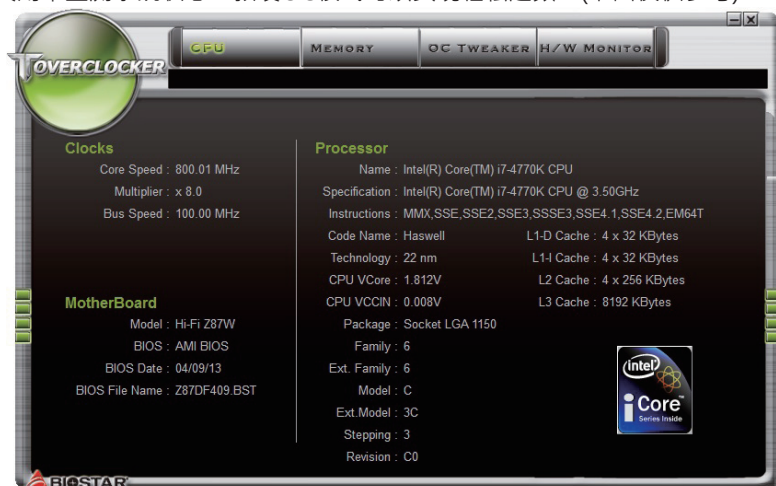 CPU
MEMORY
OC TWEAKER
H/W MONITOR
TOVERCLOCKER
Clocks
Core Speed : 800.01 MHz
Multiplier : x 8.0
Bus Speed : 100.00 MHz
MotherBoard
Model : Hi-Fi Z87W
BIOS : AMI BIOS
BIOS Date : 04/09/13
BIOS File Name : Z87DF409.BST
Processor
Name : Intel(R) Core(TM) i7-4770K CPU
Specification : Intel(R) Core(TM) i7-4770K CPU @ 3.50GHz
Instructions : MMX,SSE,SSE2,SSE3,SSSE3,SSE4.1,SSE4.2,EM64T
Code Name : Haswell L1-D Cache : 4 x 32 KBytes
Technology : 22 nm L1-I Cache : 4 x 32 KBytes
CPU VCore : 1.812V L2 Cache : 4 x 256 KBytes
CPU VCCIN : 0.008V L3 Cache : 8192 KBytes
Package : Socket LGA 1150
Family : 6
Ext. Family : 6
Model : C
Ext.Model : 3C
Stepping : 3
Revision : C0
intel
Core
Series Inside
BIOSTAR